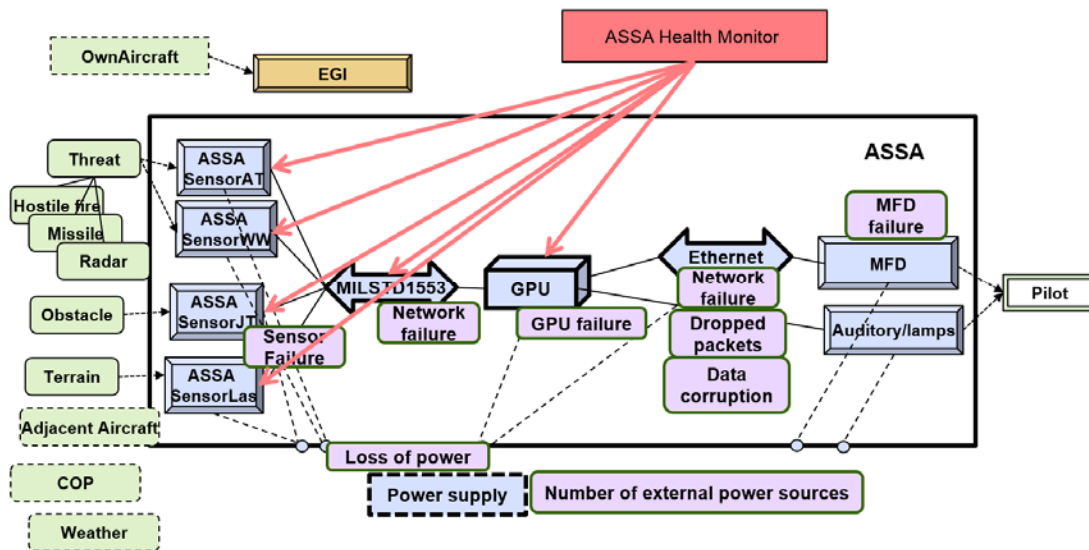 ASSA Health Monitor
OwnAircraft
EGI
ASSA
Threat
Hostile fire
Missile
Radar
ASSA
SensorAT
ASSA
SensorWW
MFD
failure
Ethernet
MFD
Network
failure
MILSTD1553
GPU
Pilot
Obstacle
ASSA
SensorJT
Network
failure
GPU failure
Dropped
packets
Auditory/lamps
Sensor
Failure
Terrain
ASSA
SensorLas
Data
corruption
Adjacent Aircraft
Loss of power
COP
Power supply
Number of external power sources
Weather